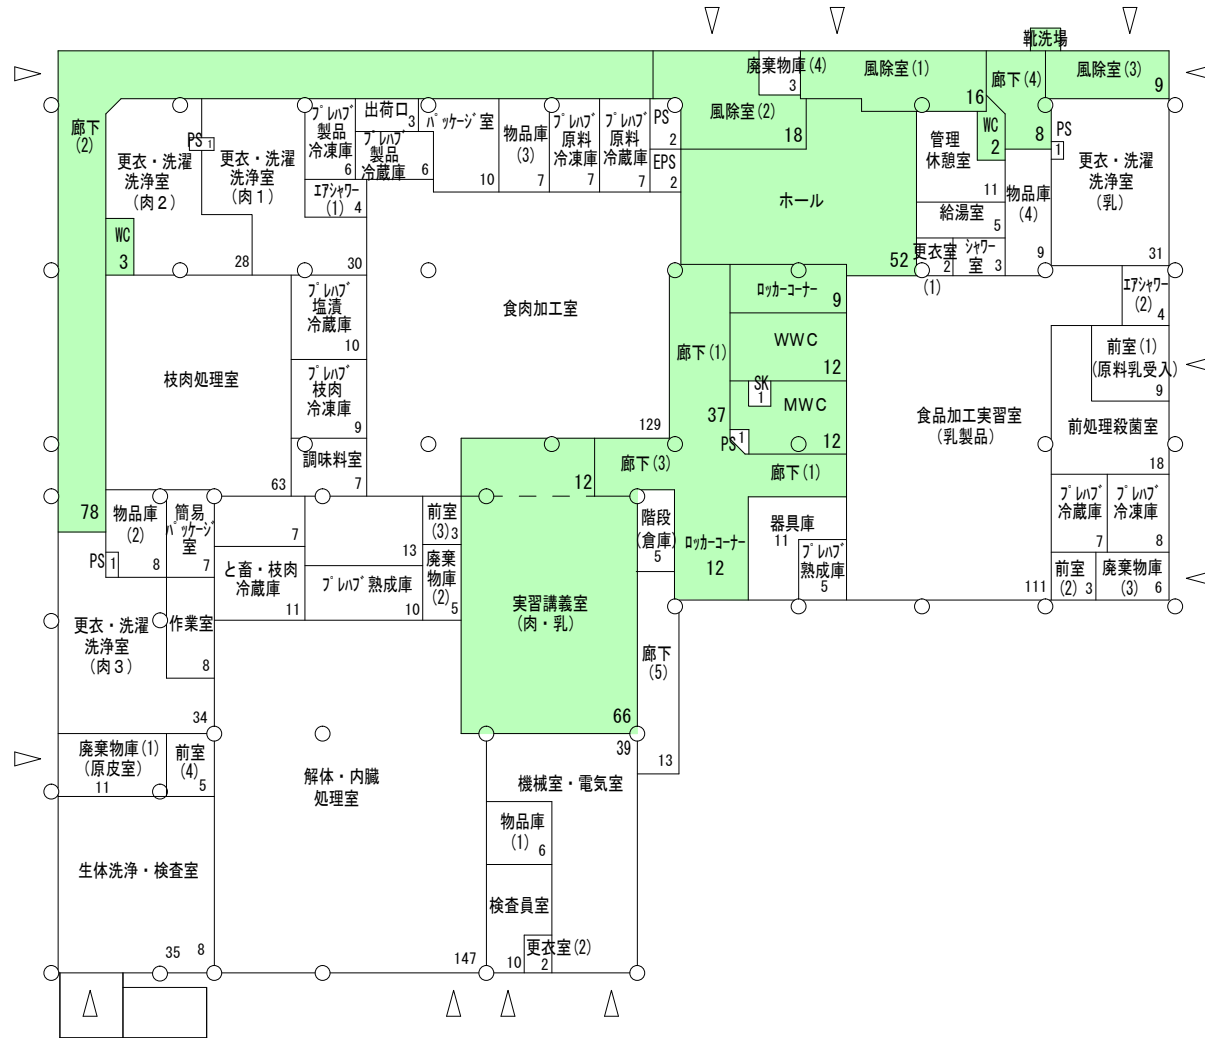 靴洗場
廃棄物庫(4)
3
風除室(1)
16
廊下(4)
8
風除室(3)
9
廊下
(2)
78
PS
1
更衣・洗濯
洗浄室
(肉2)
28
更衣・洗濯
洗浄室
(肉1)
30
ﾌﾟﾚﾊﾌﾞ
製品
冷凍庫
6
出荷口
3
ﾌﾟﾚﾊﾌﾞ
製品
冷蔵庫
6
ﾊﾟｯｹｰｼﾞ室
10
物品庫
(3)
7
ﾌﾟﾚﾊﾌﾞ
原料
冷凍庫
7
ﾌﾟﾚﾊﾌﾞ
原料
冷蔵庫
7
PS
2
EPS
2
風除室(2)
18
ホール
52
管理
休憩室
11
WC
2
PS
1
更衣・洗濯
洗浄室
(乳)
31
物品庫
(4)
9
給湯室
5
更衣室
2
(1)
ｼｬﾜｰ
室
3
ｴｱｼｬﾜｰ
(1)
4
WC
3
ｴｱｼｬﾜｰ
(2)
4
ﾌﾟﾚﾊﾌﾞ
塩漬
冷蔵庫
10
食肉加工室
129
ﾛｯｶｰｺｰﾅｰ
9
WWC
12
廊下(1)
37
SK
1
MWC
12
PS
1
廊下(1)
前室(1)
(原料乳受入)
9
枝肉処理室
63
ﾌﾟﾚﾊﾌﾞ
枝肉
冷凍庫
9
調味料室
7
廊下(3)
12
食品加工実習室
(乳製品)
111
前処理殺菌室
18
ﾌﾟﾚﾊﾌﾞ
冷蔵庫
7
ﾌﾟﾚﾊﾌﾞ
冷凍庫
8
前室
(2)
3
廃棄物庫
(3)
6
物品庫
(2)
8
PS
1
簡易
ﾊﾟｯｹｰｼﾞ
室
7
7
と畜・枝肉
冷蔵庫
11
13
ﾌﾟﾚﾊﾌﾞ熟成庫
10
前室
(3)
3
廃棄
物庫
(2)
5
階段
(倉庫)
5
ﾛｯｶｰｺｰﾅｰ
12
器具庫
11
ﾌﾟﾚﾊﾌﾞ
熟成庫
5
更衣・洗濯
洗浄室
(肉3)
34
作業室
8
実習講義室
(肉・乳)
66
廊下
(5)
13
廃棄物庫(1)
(原皮室)
11
前室
(4)
5
解体・内臓
処理室
147
39
機械室・電気室
物品庫
(1)
6
生体洗浄・検査室
35
8
検査員室
10
更衣室(2)
2